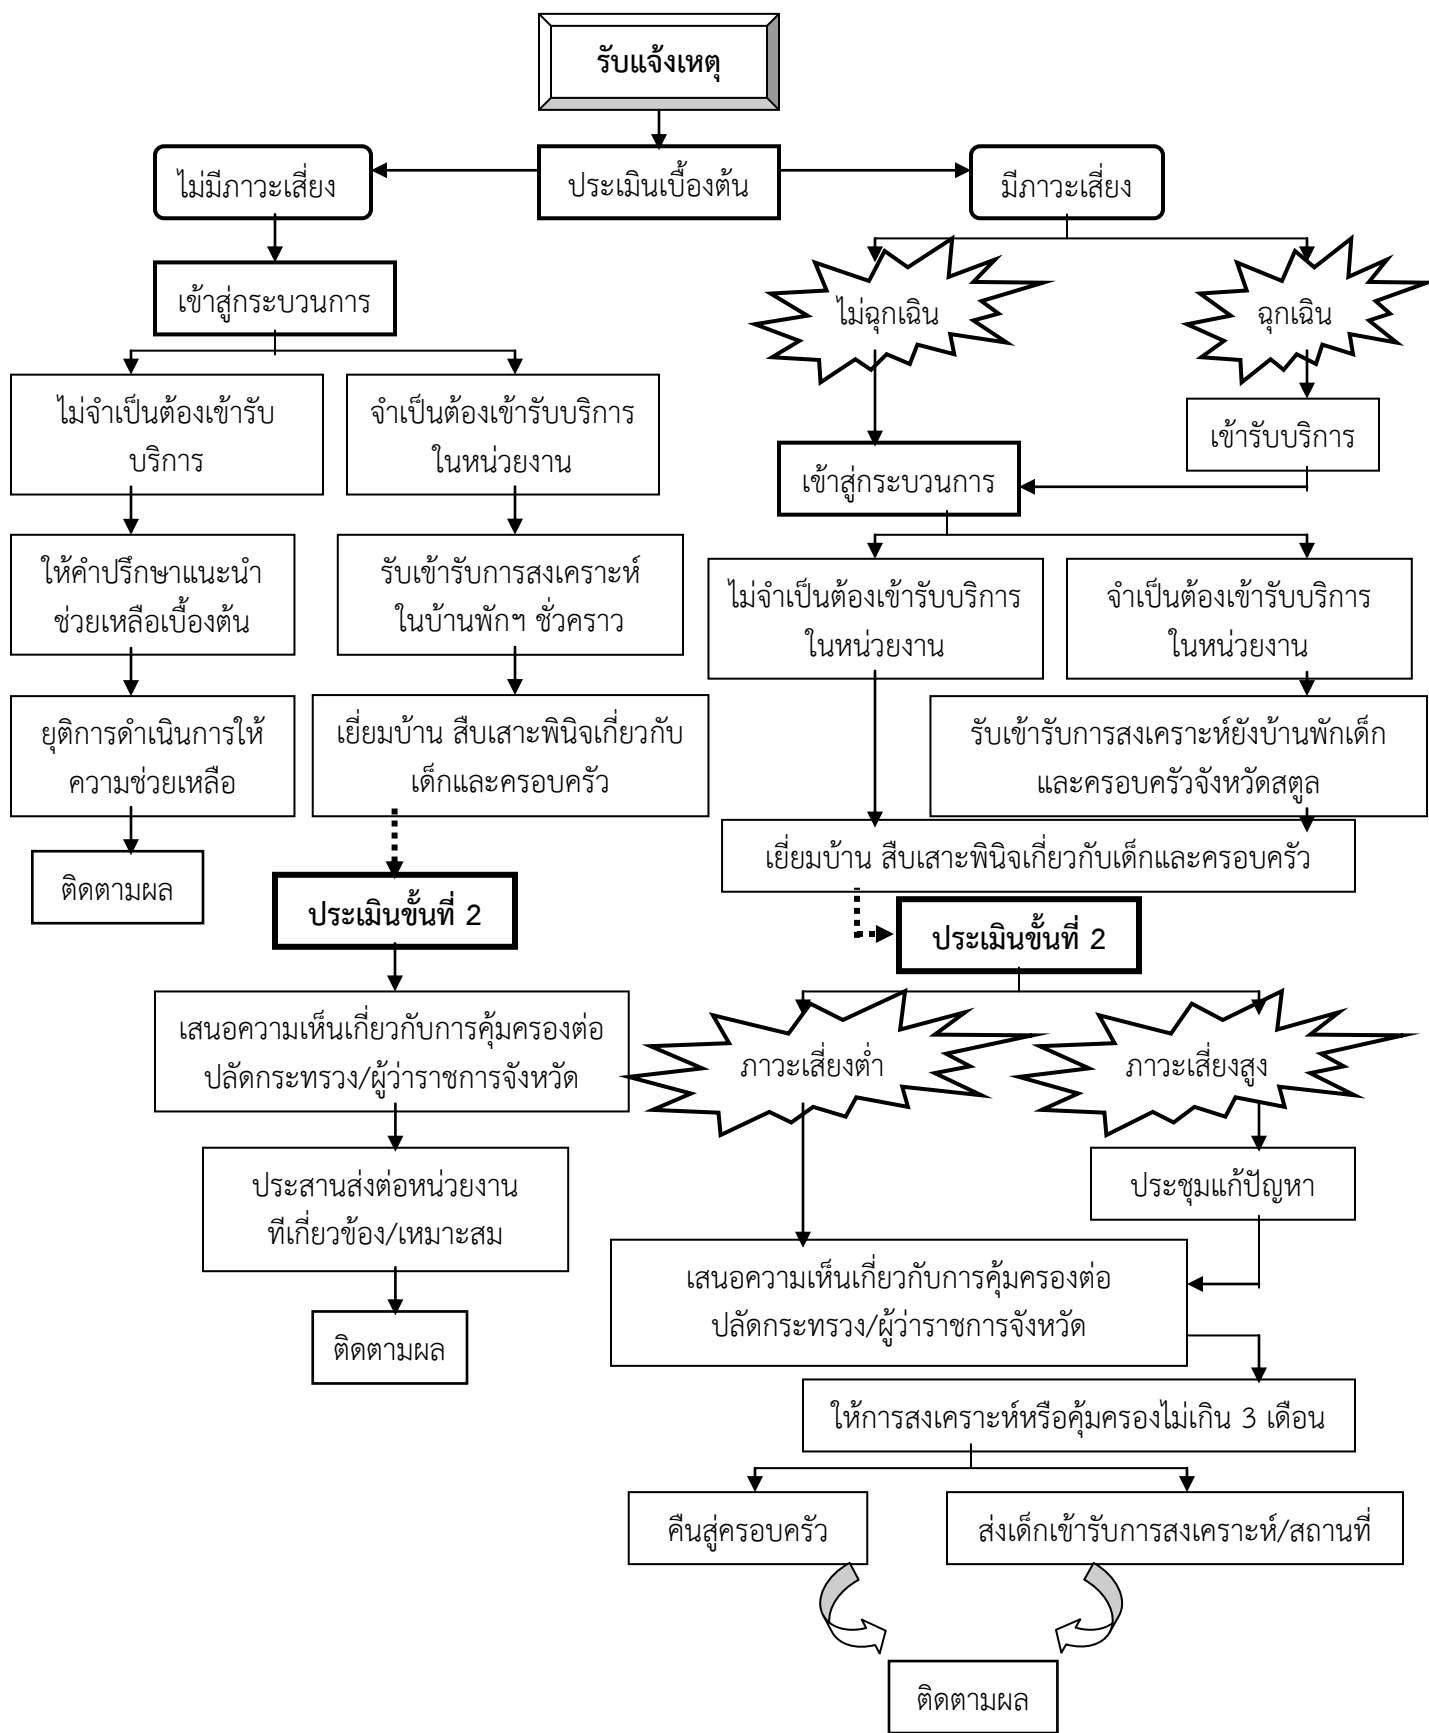 รับแจ้งเหตุ
ไม่มีภาวะเสี่ยง
ประเมินเบื้องต้น
มีภาวะเสี่ยง
เข้าสู่กระบวนการ
ไม่ฉุกเฉิน
ฉุกเฉิน
ไม่จำเป็นต้องเข้ารับ
บริการ
จำเป็นต้องเข้ารับบริการ
ในหน่วยงาน
เข้ารับบริการ
เข้าสู่กระบวนการ
ให้คำปรึกษาแนะนำ
ช่วยเหลือเบื้องต้น
รับเข้ารับการสงเคราะห์
ในบ้านพักฯ ชั่วคราว
ไม่จำเป็นต้องเข้ารับบริการ
ในหน่วยงาน
จำเป็นต้องเข้ารับบริการ
ในหน่วยงาน
ยุติการดำเนินการให้
ความช่วยเหลือ
เยี่ยมบ้าน สืบเสาะพินิจเกี่ยวกับ
เด็กและครอบครัว
รับเข้ารับการสงเคราะห์ยังบ้านพักเด็ก
และครอบครัวจังหวัดสตูล
เยี่ยมบ้าน สืบเสาะพินิจเกี่ยวกับเด็กและครอบครัว
ติดตามผล
ประเมินขั้นที่ 2
ประเมินขั้นที่ 2
เสนอความเห็นเกี่ยวกับการคุ้มครองต่อ
ปลัดกระทรวง/ผู้ว่าราชการจังหวัด
ภาวะเสี่ยงต่ำ
ภาวะเสี่ยงสูง
ประสานส่งต่อหน่วยงาน
ทีเกี่ยวข้อง/เหมาะสม
ประชุมแก้ปัญหา
เสนอความเห็นเกี่ยวกับการคุ้มครองต่อ
ปลัดกระทรวง/ผู้ว่าราชการจังหวัด
ติดตามผล
ให้การสงเคราะห์หรือคุ้มครองไม่เกิน 3 เดือน
คืนสู่ครอบครัว
ส่งเด็กเข้ารับการสงเคราะห์/สถานที่
ติดตามผล